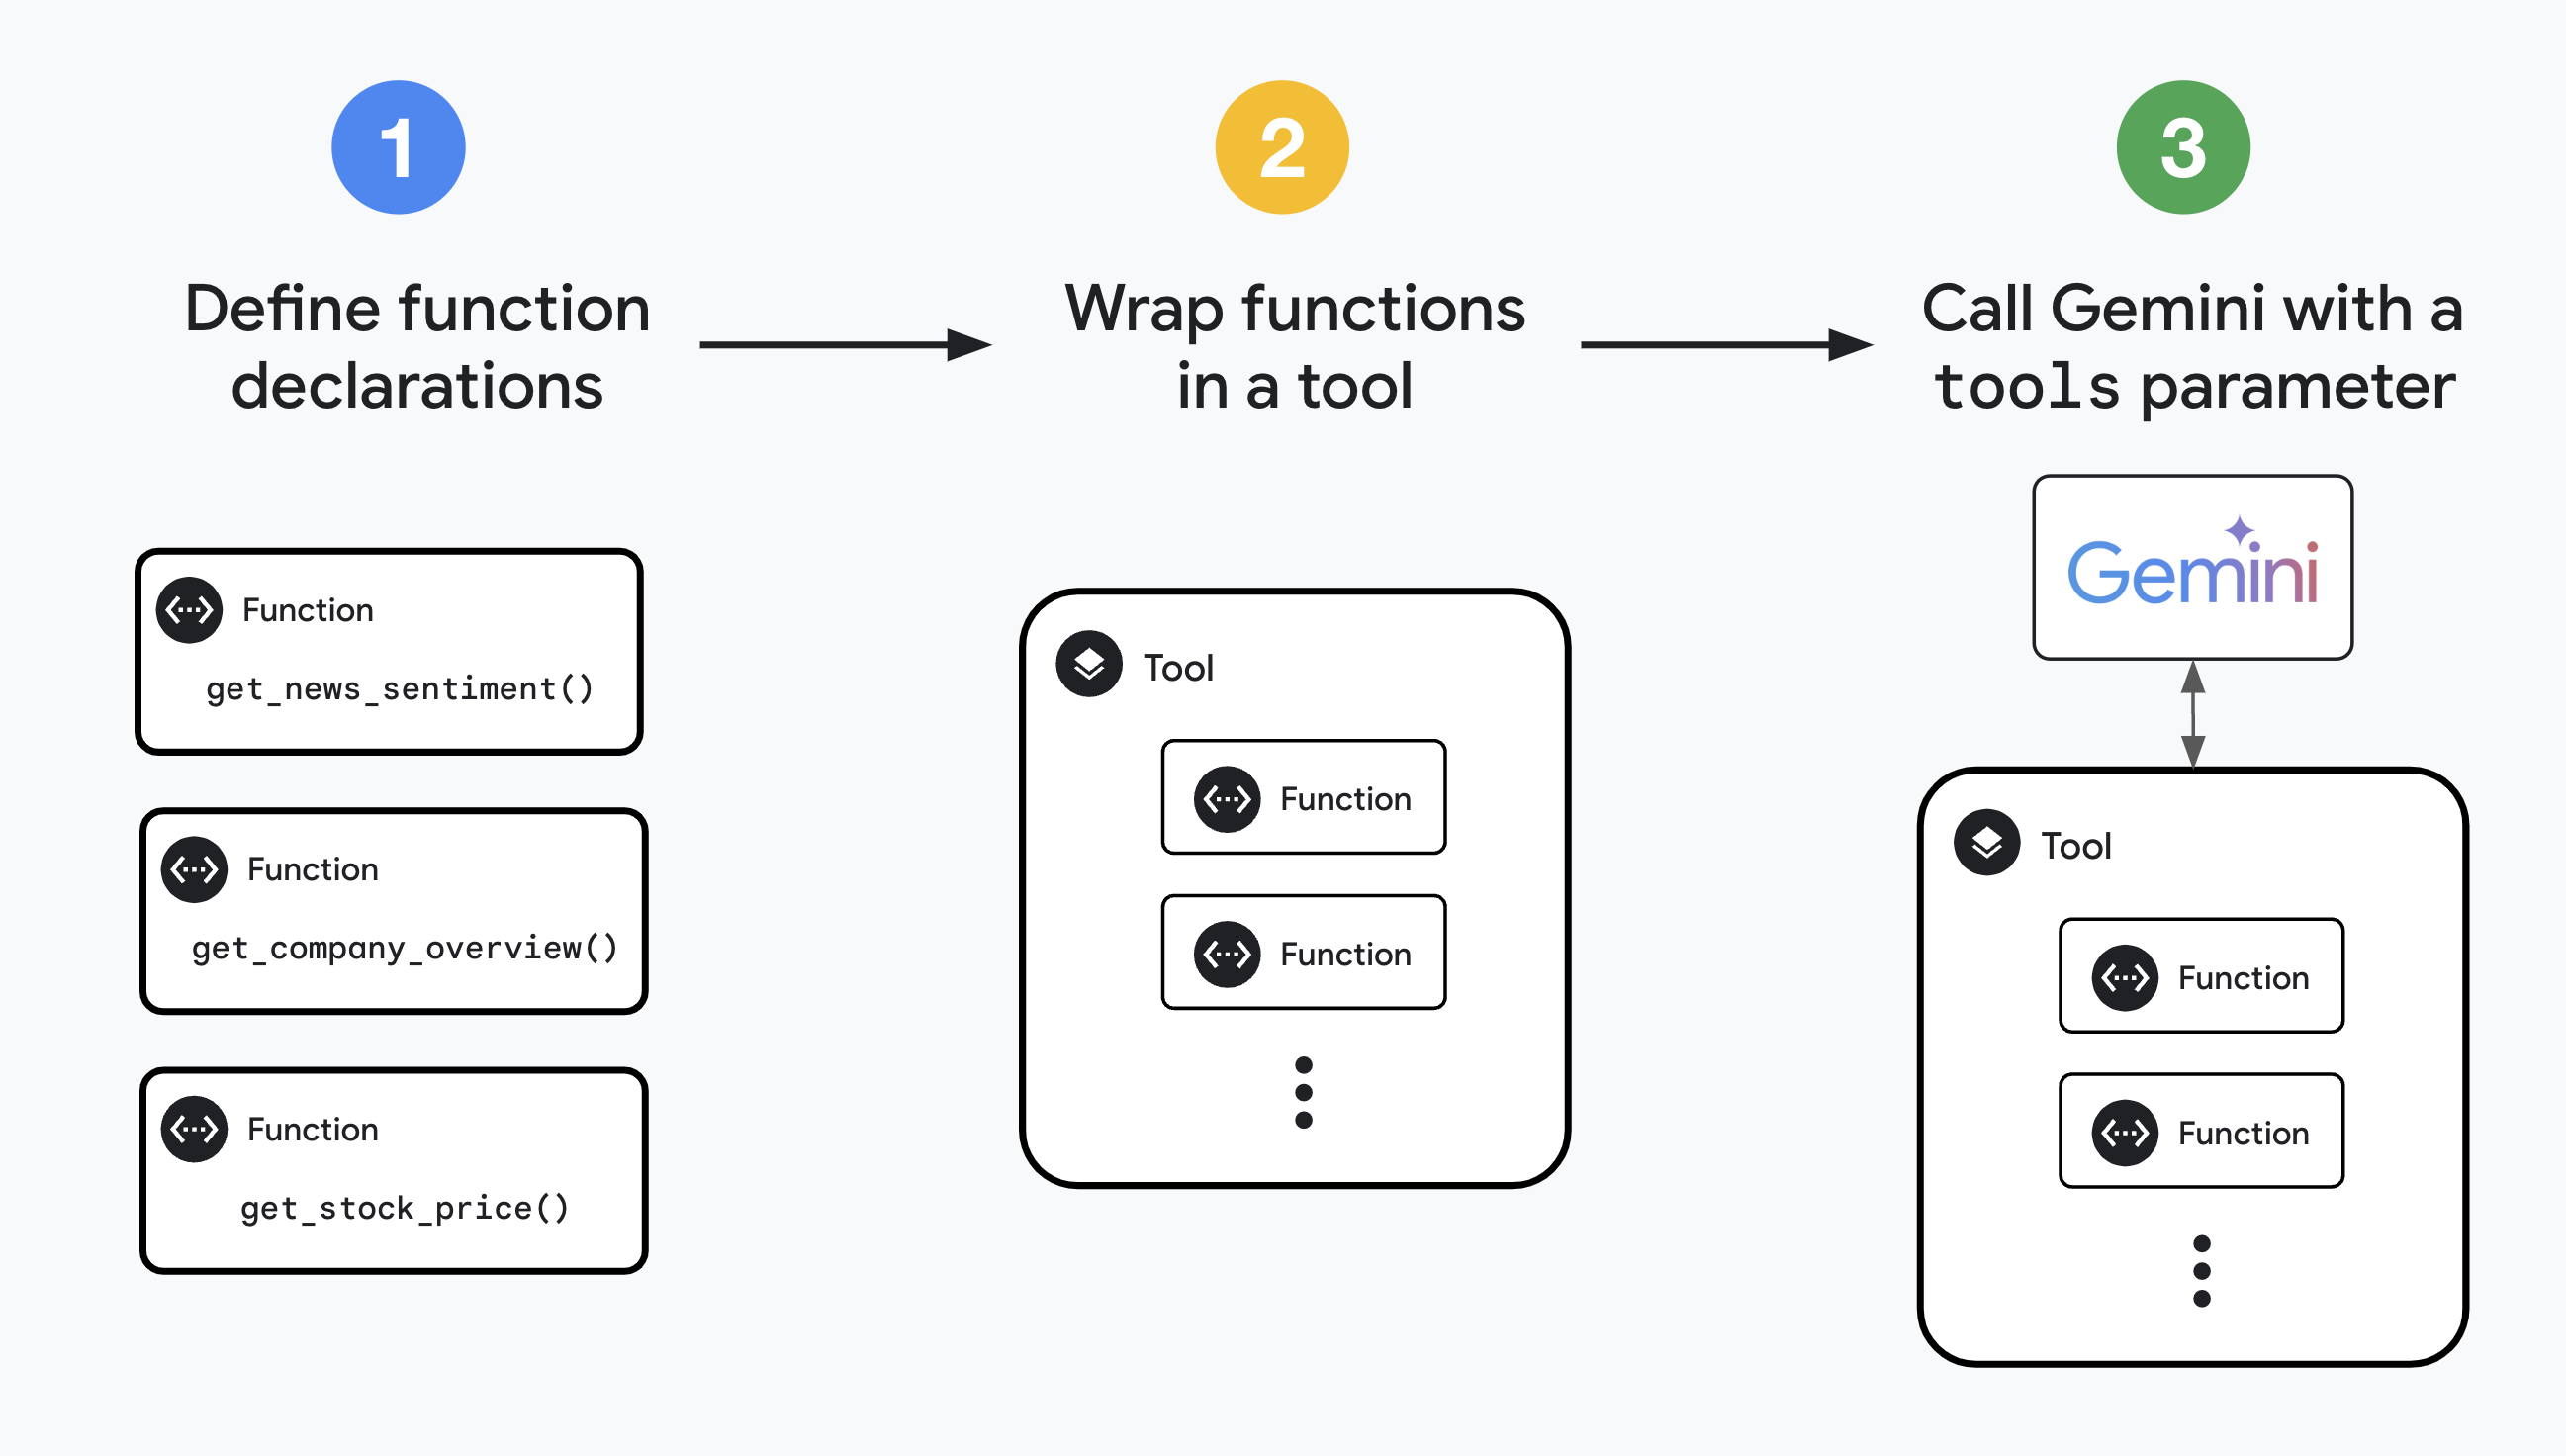 1
Define function
declarations
Function
get_news_sentiment()
Function
get_company_overview()
Function
get_stock_price()
2
Wrap functions
in a tool
Tool
Function
Function
3
Call Gemini with a
tools parameter
Gemini
Tool
Function
Function